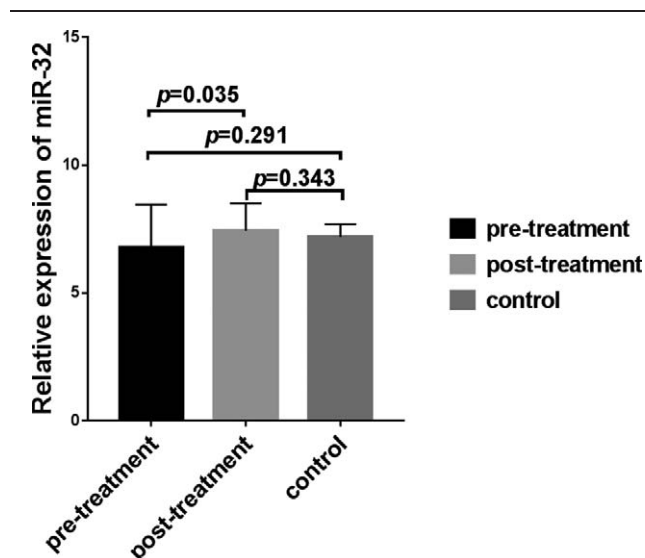 Relative expression of miR-32
15
10
5
0
p=0.035
p=0.291
p=0.343
pre-treatment
post-treatment
control
pre-treatment
post-treatment
control